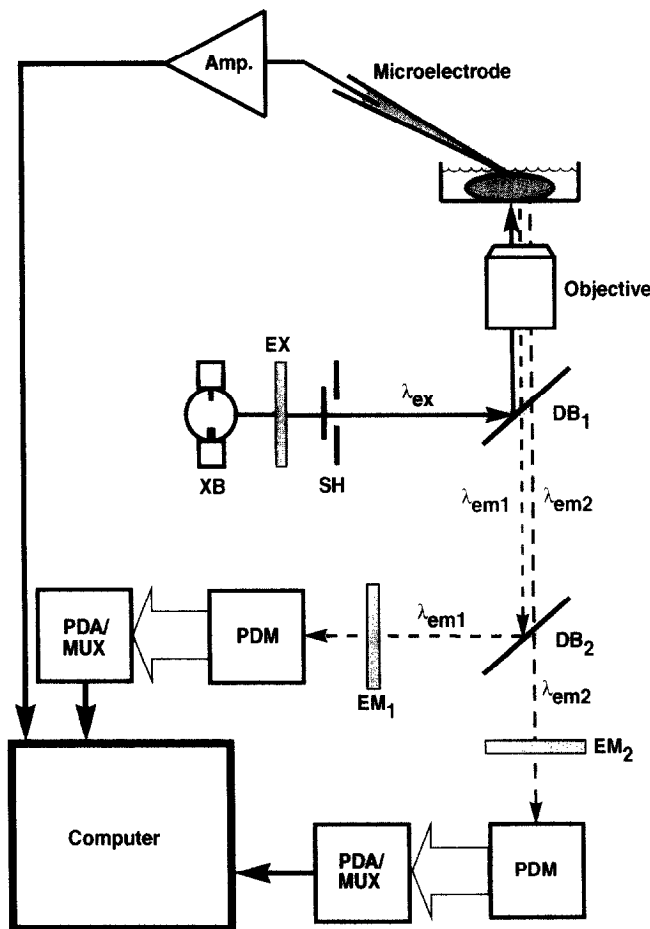 Amp.
Microelectrode
Objective
EX
λex
DB1
XB
SH
λem1
λem2
PDA/
MUX
PDM
λem1
DB2
EM1
λem2
EM2
Computer
PDA/
MUX
PDM